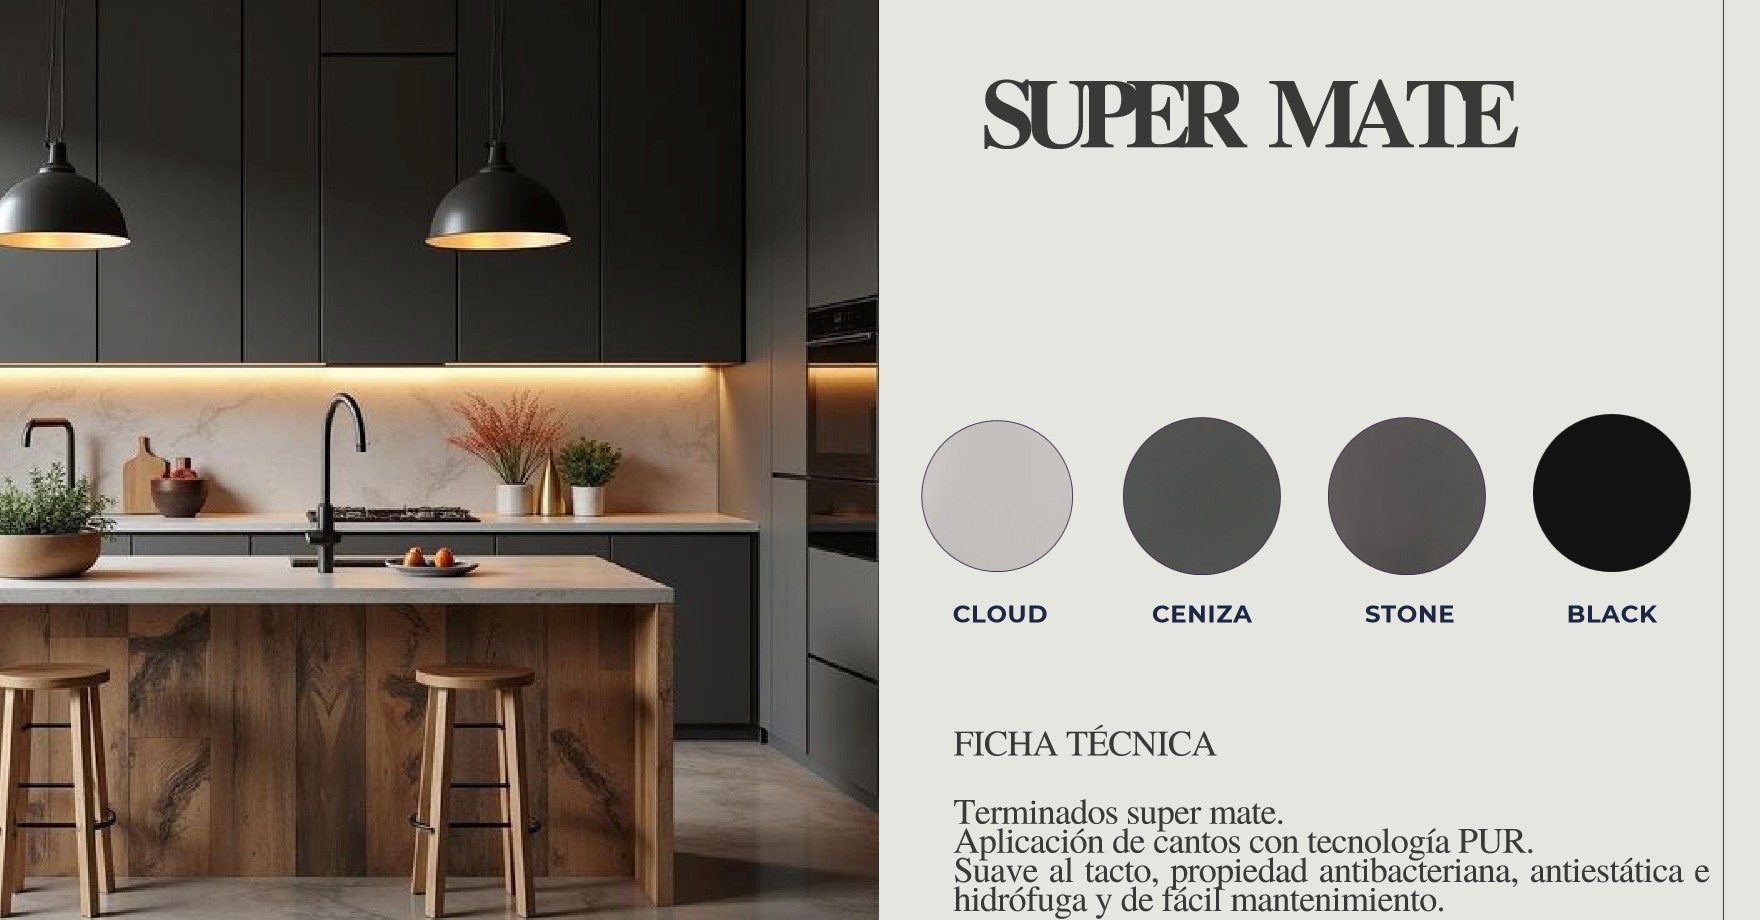 SUPER MATE
CLOUD
CENIZA
STONE
BLACK
FICHA TÉCNICA
Terminados super mate.
Aplicación de cantos con tecnología PUR.
Suave al tacto, propiedad antibacteriana, antiestática e
hidrófuga y de fácil mantenimiento.